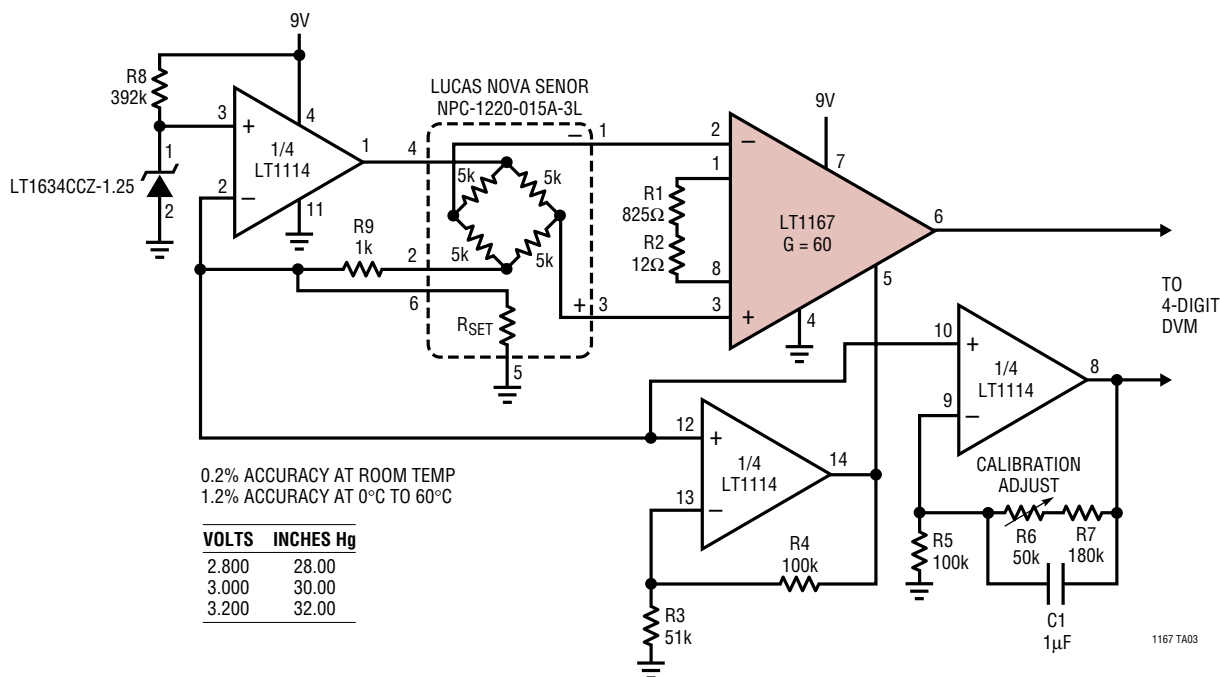 9V
R8
392k
LT1634CCZ-1.25
1
2
3
+
2
–
1/4
LT1114
4
11
1
R9
1k
LUCAS NOVA SENOR
NPC-1220-015A-3L
4
2
6
5k
5k
5k
5k
–
1
+
3
RSET
5
9V
2
–
1
R1
825Ω
R2
12Ω
8
3
+
LT1167
G = 60
7
4
6
5
TO
4-DIGIT
DVM
10
+
9
–
1/4
LT1114
8
12
+
13
–
1/4
LT1114
14
CALIBRATION
ADJUST
R6
50k
R7
180k
R5
100k
C1
1µF
R4
100k
R3
51k
0.2% ACCURACY AT ROOM TEMP
1.2% ACCURACY AT 0°C TO 60°C
VOLTS INCHES Hg
2.800 28.00
3.000 30.00
3.200 32.00
1167 TA03